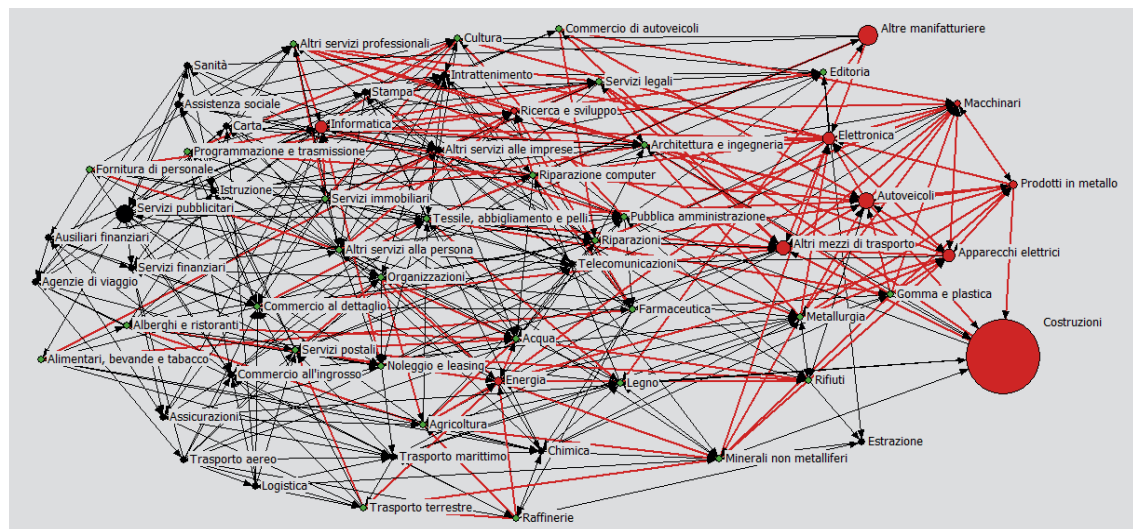 Commercio di autoveicoli
Altre manifatturiere
Cultura
Altri servizi professionali
Sanità
Intrattenimento
Editoria
Servizi legali
Stampa
Assistenza sociale
Macchinari
Ricerca e sviluppo
Carta
Informatica
Elettronica
Architettura e ingegneria
Programmazione e trasmissione
Altri servizi alle imprese
Fornitura di personale
Riparazione computer
Istruzione
Prodotti in metallo
Servizi immobiliari
Autoveicoli
Servizi pubblicitari
Tessile, abbigliamento e pelli
Pubblica amministrazione
Ausiliari finanziari
Riparazioni
Altri mezzi di trasporto
Altri servizi alla persona
Apparecchi elettrici
Servizi finanziari
Telecomunicazioni
Organizzazioni
Agenzie di viaggio
Gomma e plastica
Commercio al dettaglio
Farmaceutica
Metallurgia
Costruzioni
Alberghi e ristoranti
Acqua
Servizi postali
Alimentari, bevande e tabacco
Noleggio e leasing
Commercio all'ingrosso
Energia
Legno
Rifiuti
Assicurazioni
Agricoltura
Estrazione
Chimica
Trasporto aereo
Trasporto marittimo
Minerali non metalliferi
Logistica
Trasporto terrestre
Raffinerie